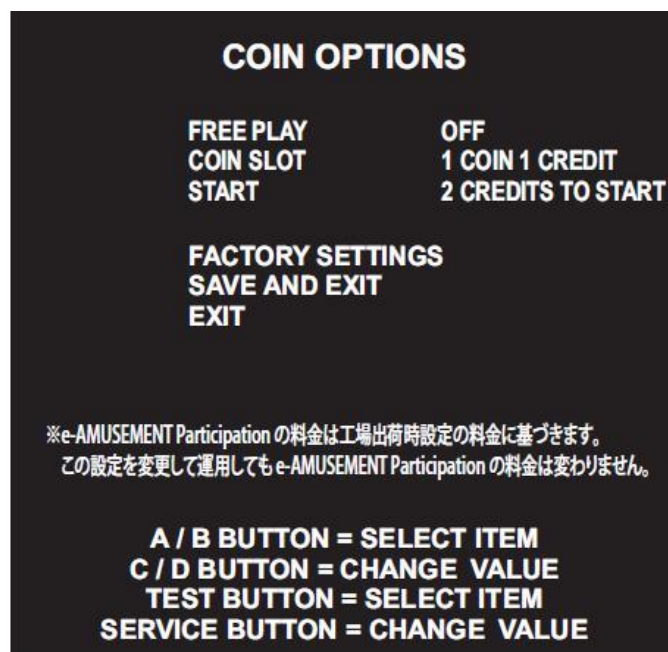 COIN OPTIONS
FREE PLAY OFF
COIN SLOT 1 COIN 1 CREDIT
START 2 CREDITS TO START
FACTORY SETTINGS
SAVE AND EXIT
EXIT
※e-AMUSEMENT Participation の料金は工場出荷時設定の料金に基づきます。
この設定を変更して運用しても e-AMUSEMENT Participation の料金は変わりません。
A / B BUTTON = SELECT ITEM
C / D BUTTON = CHANGE VALUE
TEST BUTTON = SELECT ITEM
SERVICE BUTTON = CHANGE VALUE